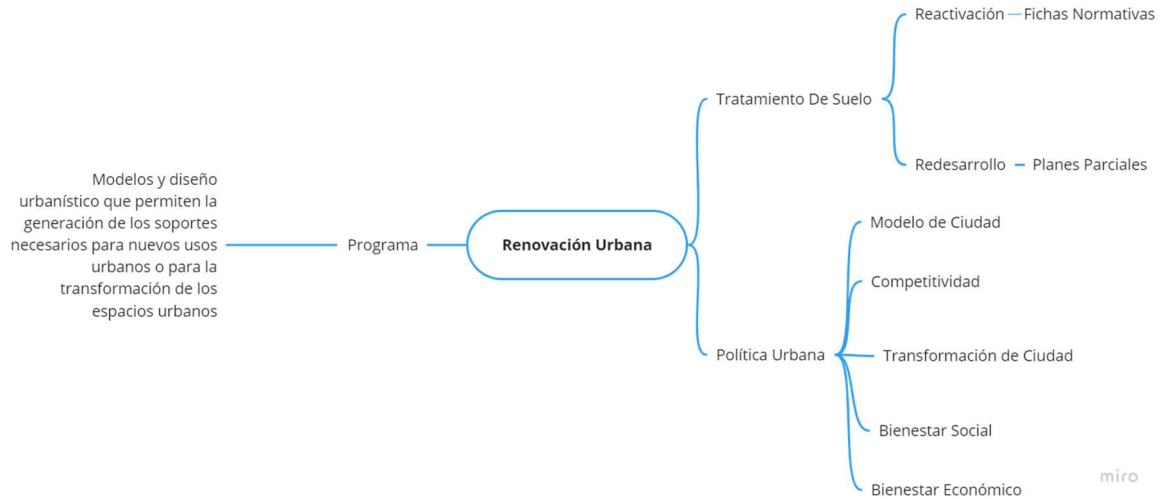 Modelos y diseño
urbanístico que permiten la
generación de los soportes
necesarios para nuevos usos
urbanos o para la
transformación de los
espacios urbanos
Programa
Renovación Urbana
Tratamiento De Suelo
Reactivación
Fichas Normativas
Redesarrollo
Planes Parciales
Política Urbana
Modelo de Ciudad
Competitividad
Transformación de Ciudad
Bienestar Social
Bienestar Económico
miro